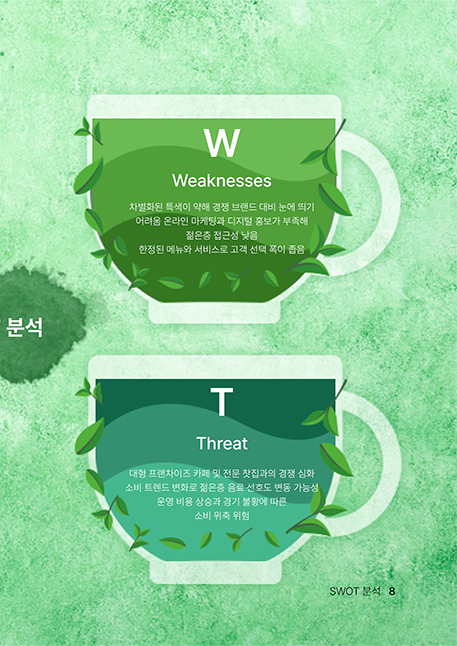 W
Weaknesses
차별화된 특색이 약해 경쟁 브랜드 대비 눈에 띄기
어려움 온라인 마케팅과 디지털 홍보가 부족해
젊은층 접근성 낮음
한정된 메뉴와 서비스로 고객 선택 폭이 좁음
분석
T
Threat
대형 프랜차이즈 카페 및 전문 찻집과의 경쟁 심화
소비 트렌드 변화로 젊은층 음료 선호도 변동 가능성
운영 비용 상승과 경기 불황에 따른
소비 위축 위험
SWOT 분석 8